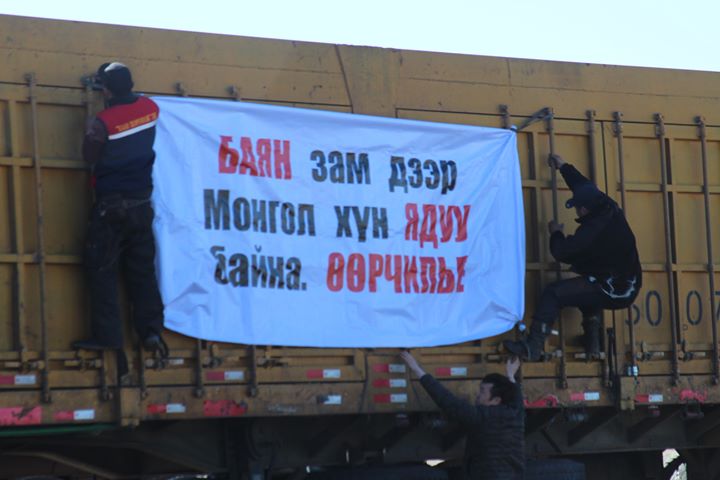 БАЯН зам дээр
Монгол хүн ЯДУУ
байна. ӨӨРЧИЛЬЕ